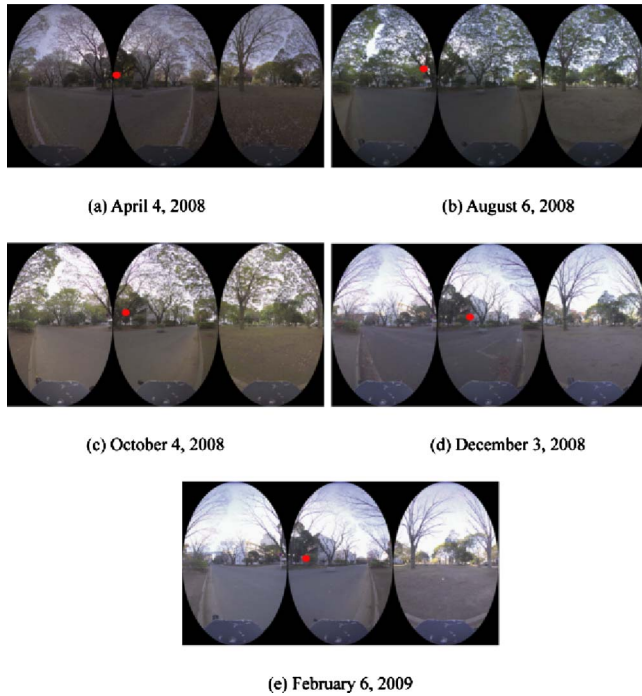 (a) April 4, 2008
(b) August 6, 2008
(c) October 4, 2008
(d) December 3, 2008
(e) February 6, 2009